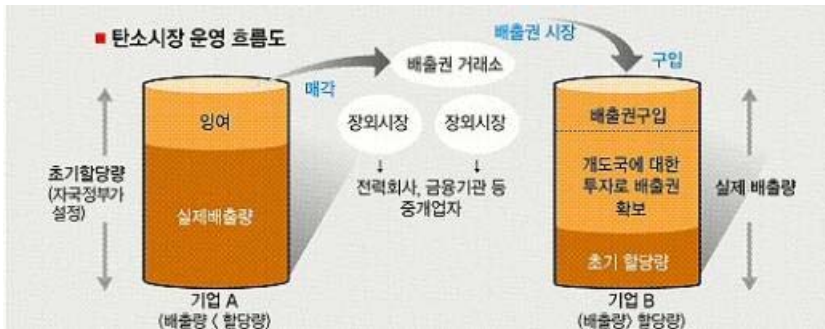 ■ 탄소시장 운영 흐름도
배출권 시장
구입
매각
배출권 거래소
장외시장
장외시장
↓
↓
전력회사, 금융기관 등
중개업자
초기할당량
(자국정부가
설정)
잉여
실제배출량
기업 A
(배출량 < 할당량)
배출권구입
개도국에 대한
투자로 배출권
확보
초기 할당량
실제 배출량
기업 B
(배출량> 할당량)